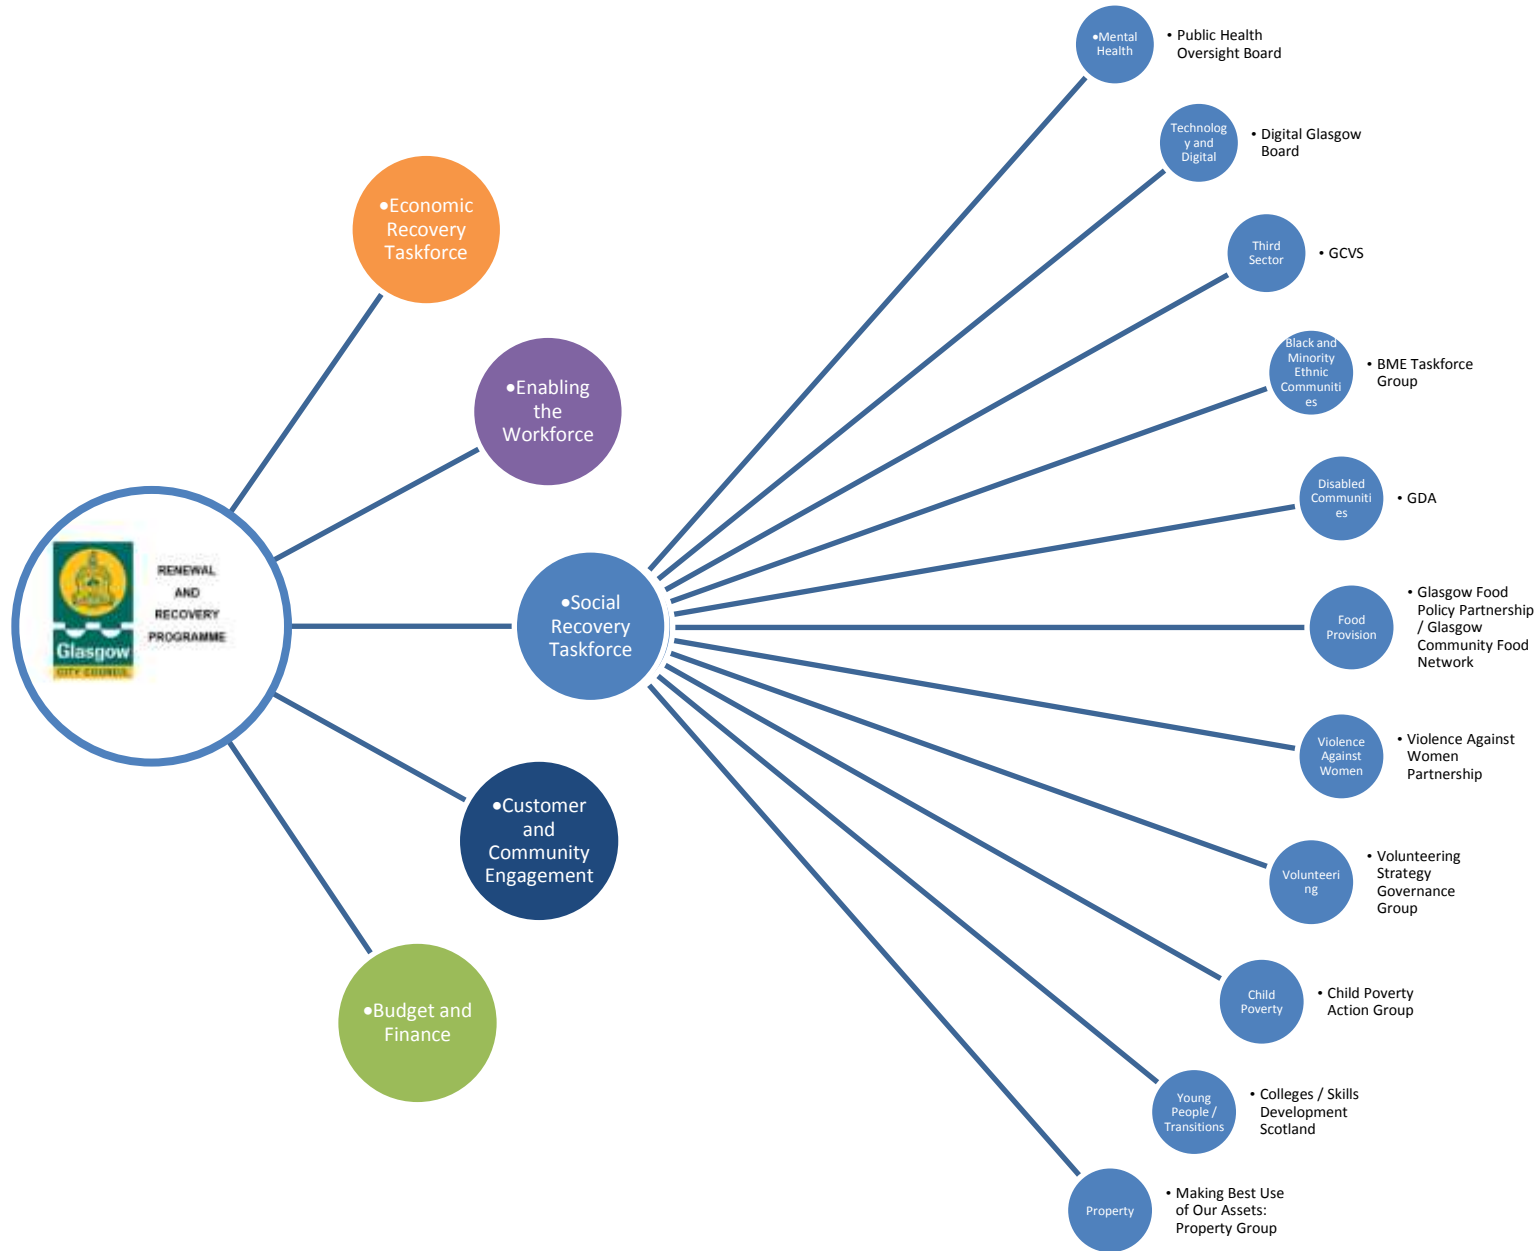 Glasgow
CITY COUNCIL
RENEWAL
AND
RECOVERY
PROGRAMME
•Economic
Recovery
Taskforce
•Enabling
the
Workforce
•Social
Recovery
Taskforce
•Customer
and
Community
Engagement
•Budget and
Finance
•Mental
Health
• Public Health
Oversight Board
Technolog
y and
Digital
• Digital Glasgow
Board
Third
Sector
• GCVS
Black and
Minority
Ethnic
Communiti
es
• BME Taskforce
Group
Disabled
Communiti
es
• GDA
Food
Provision
• Glasgow Food
Policy Partnership
/ Glasgow
Community Food
Network
Violence
Against
Women
• Violence Against
Women
Partnership
Volunteeri
ng
• Volunteering
Strategy
Governance
Group
Child
Poverty
• Child Poverty
Action Group
Young
People /
Transitions
• Colleges / Skills
Development
Scotland
Property
• Making Best Use
of Our Assets:
Property Group